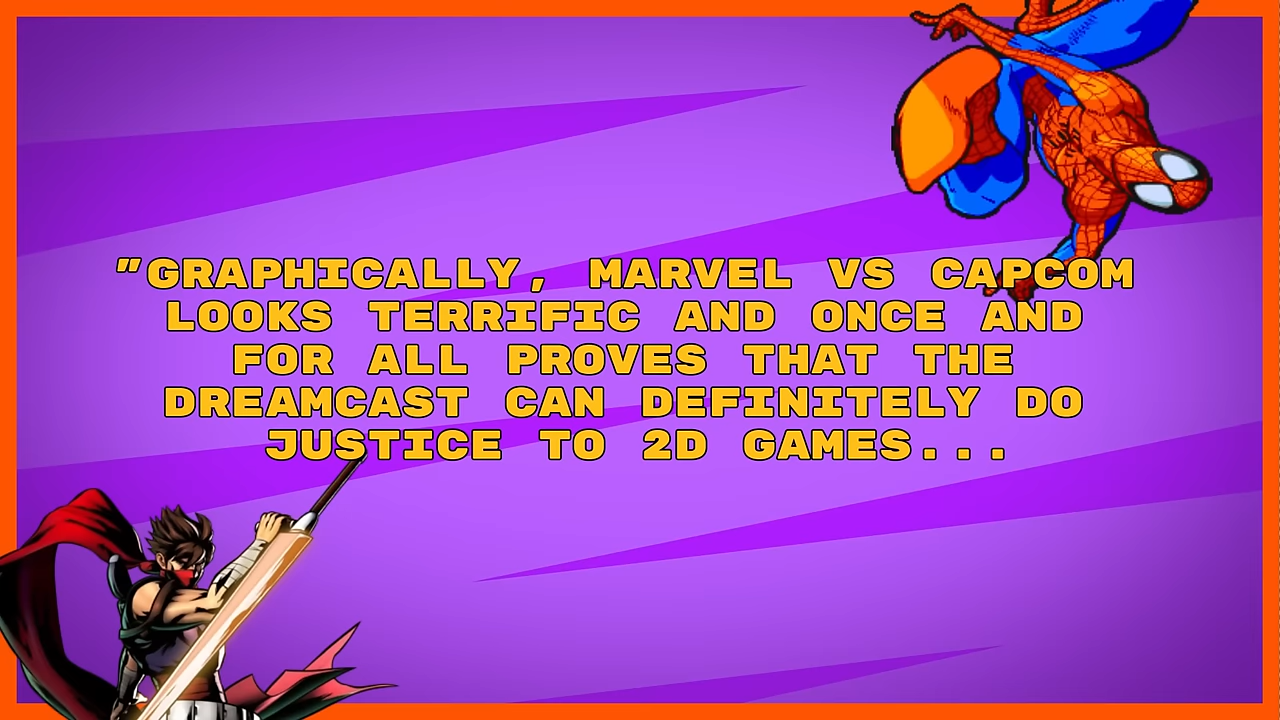 "GRAPHICALLY, MARVEL VS CAPCOM
LOOKS TERRIFIC AND ONCE AND
FOR ALL PROVES THAT THE
DREAMCAST CAN DEFINITELY DO
JUSTICE TO 2D GAMES...